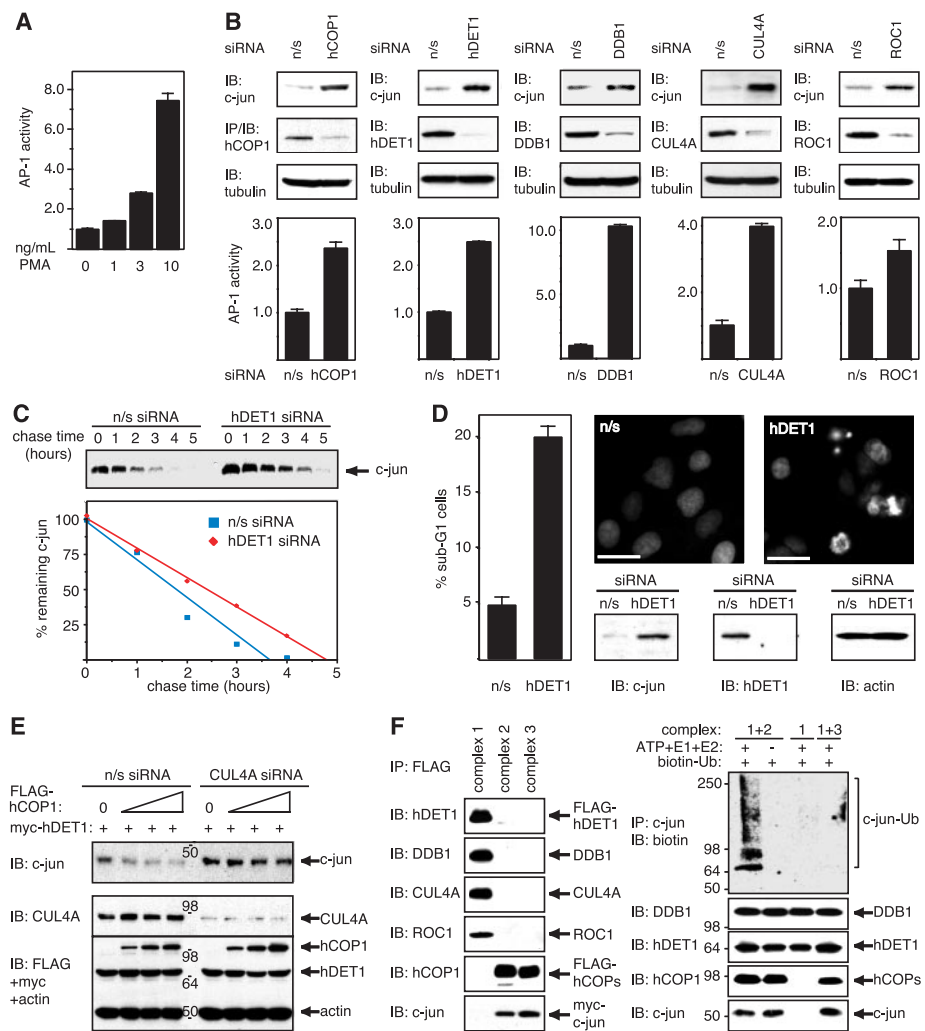 A
AP-1 activity
8.0
6.0
4.0
2.0
ng/mL
PMA
0 1 3 10
B
siRNA n/s hCOP1
IB: c-jun
IP/IB: hCOP1
IB: tubulin
siRNA n/s hDET1
IB: c-jun
IB: hDET1
IB: tubulin
siRNA n/s DDB1
IB: c-jun
IB: DDB1
IB: tubulin
siRNA n/s CUL4A
IB: c-jun
IB: CUL4A
IB: tubulin
siRNA n/s ROC1
IB: c-jun
IB: ROC1
IB: tubulin
AP-1 activity
3.0
2.0
1.0
3.0
2.0
1.0
10.0
5.0
1.0
4.0
2.0
2.0
1.0
siRNA n/s hCOP1 n/s hDET1 n/s DDB1 n/s CUL4A n/s ROC1
C
n/s siRNA hDET1 siRNA
chase time (hours)
0 1 2 3 4 5 0 1 2 3 4 5
c-jun
% remaining c-jun
100
75
50
25
n/s siRNA
hDET1 siRNA
0 1 2 3 4 5
chase time (hours)
D
% sub-G1 cells
20
15
10
5
n/s hDET1
n/s
hDET1
siRNA
n/s hDET1
IB: c-jun
siRNA
n/s hDET1
IB: hDET1
siRNA
n/s hDET1
IB: actin
E
n/s siRNA CUL4A siRNA
FLAG-hCOP1: 0 0
myc-hDET1: + + + + + + + +
IB: c-jun 50 c-jun
IB: CUL4A 98 CUL4A
IB: FLAG +myc +actin
98 hCOP1
64 hDET1
50 actin
F
IP: FLAG
complex 1
complex 2
complex 3
IB: hDET1 FLAG-hDET1
IB: DDB1 DDB1
IB: CUL4A CUL4A
IB: ROC1 ROC1
IB: hCOP1 FLAG-hCOPs
IB: c-jun myc-c-jun
complex: 1+2 1 1+3
ATP+E1+E2: + - + +
biotin-Ub: + + + +
IP: c-jun
IB: biotin
250
98
64
50
c-jun-Ub
IB: DDB1 98 DDB1
IB: hDET1 64 hDET1
IB: hCOP1 98 hCOPs
IB: c-jun 50 c-jun